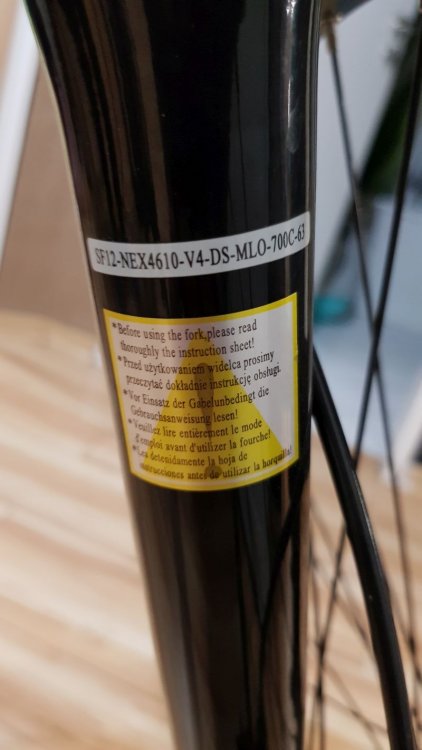 SF12-NEX4610-V4-DS-MLO-700C-63
*Before using the fork,please read
thoroughly the instruction sheet!
*Przed użytkowaniem widelca prosimy
przeczytać dokładnie instrukcję obsługi.
*Vor Einsatz der Gabelunbedingt die
Gebrauchsanweisung lesen!
*Veuillez lire entièrement le mode
d'emploi avant d'utiliser la fourche!
*Lea detenidamente la hoja de
instrucciones antes de utilizar la horquilla!